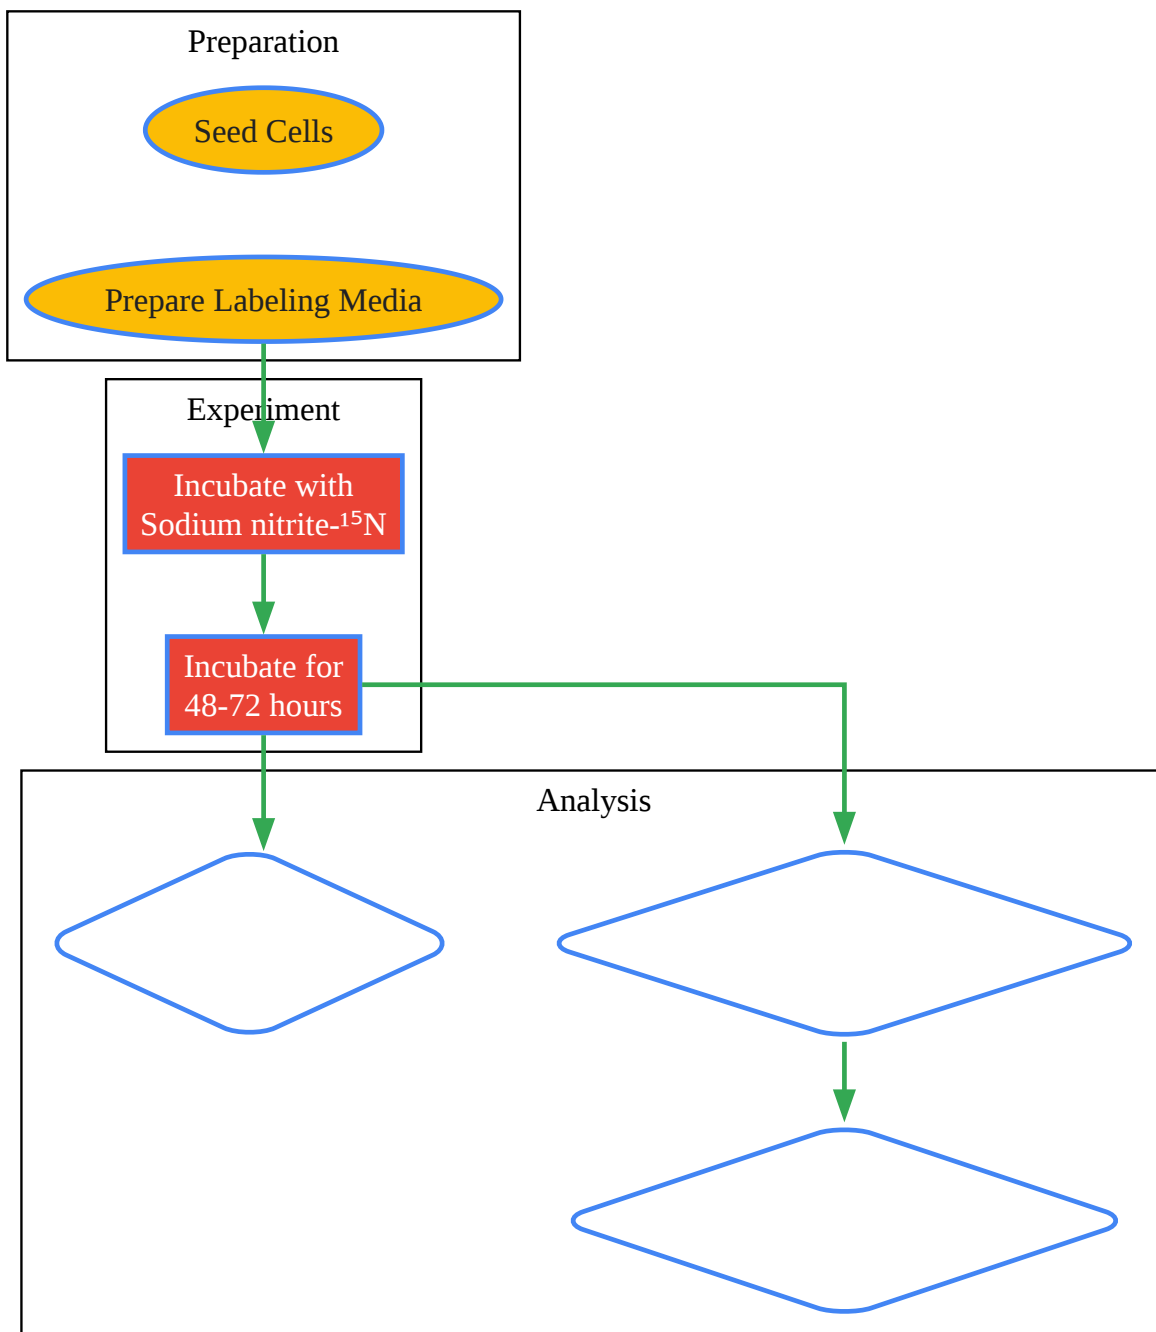 Preparation
Seed Cells
Prepare Labeling Media
Experiment
Incubate with
Sodium nitrite-¹⁵N
Incubate for
48-72 hours
Analysis